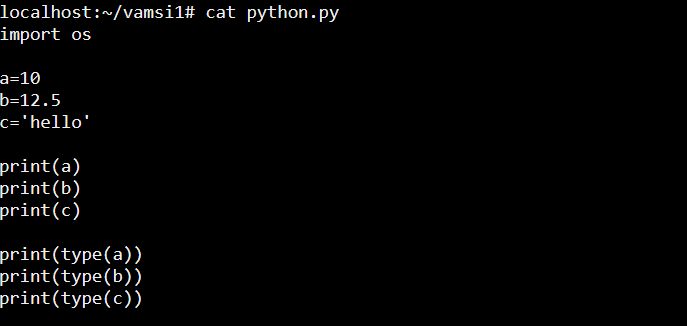 localhost:~/vamsi1# cat python.py
import os
a=10
b=12.5
c='hello'
print(a)
print(b)
print(c)
print(type(a))
print(type(b))
print(type(c))